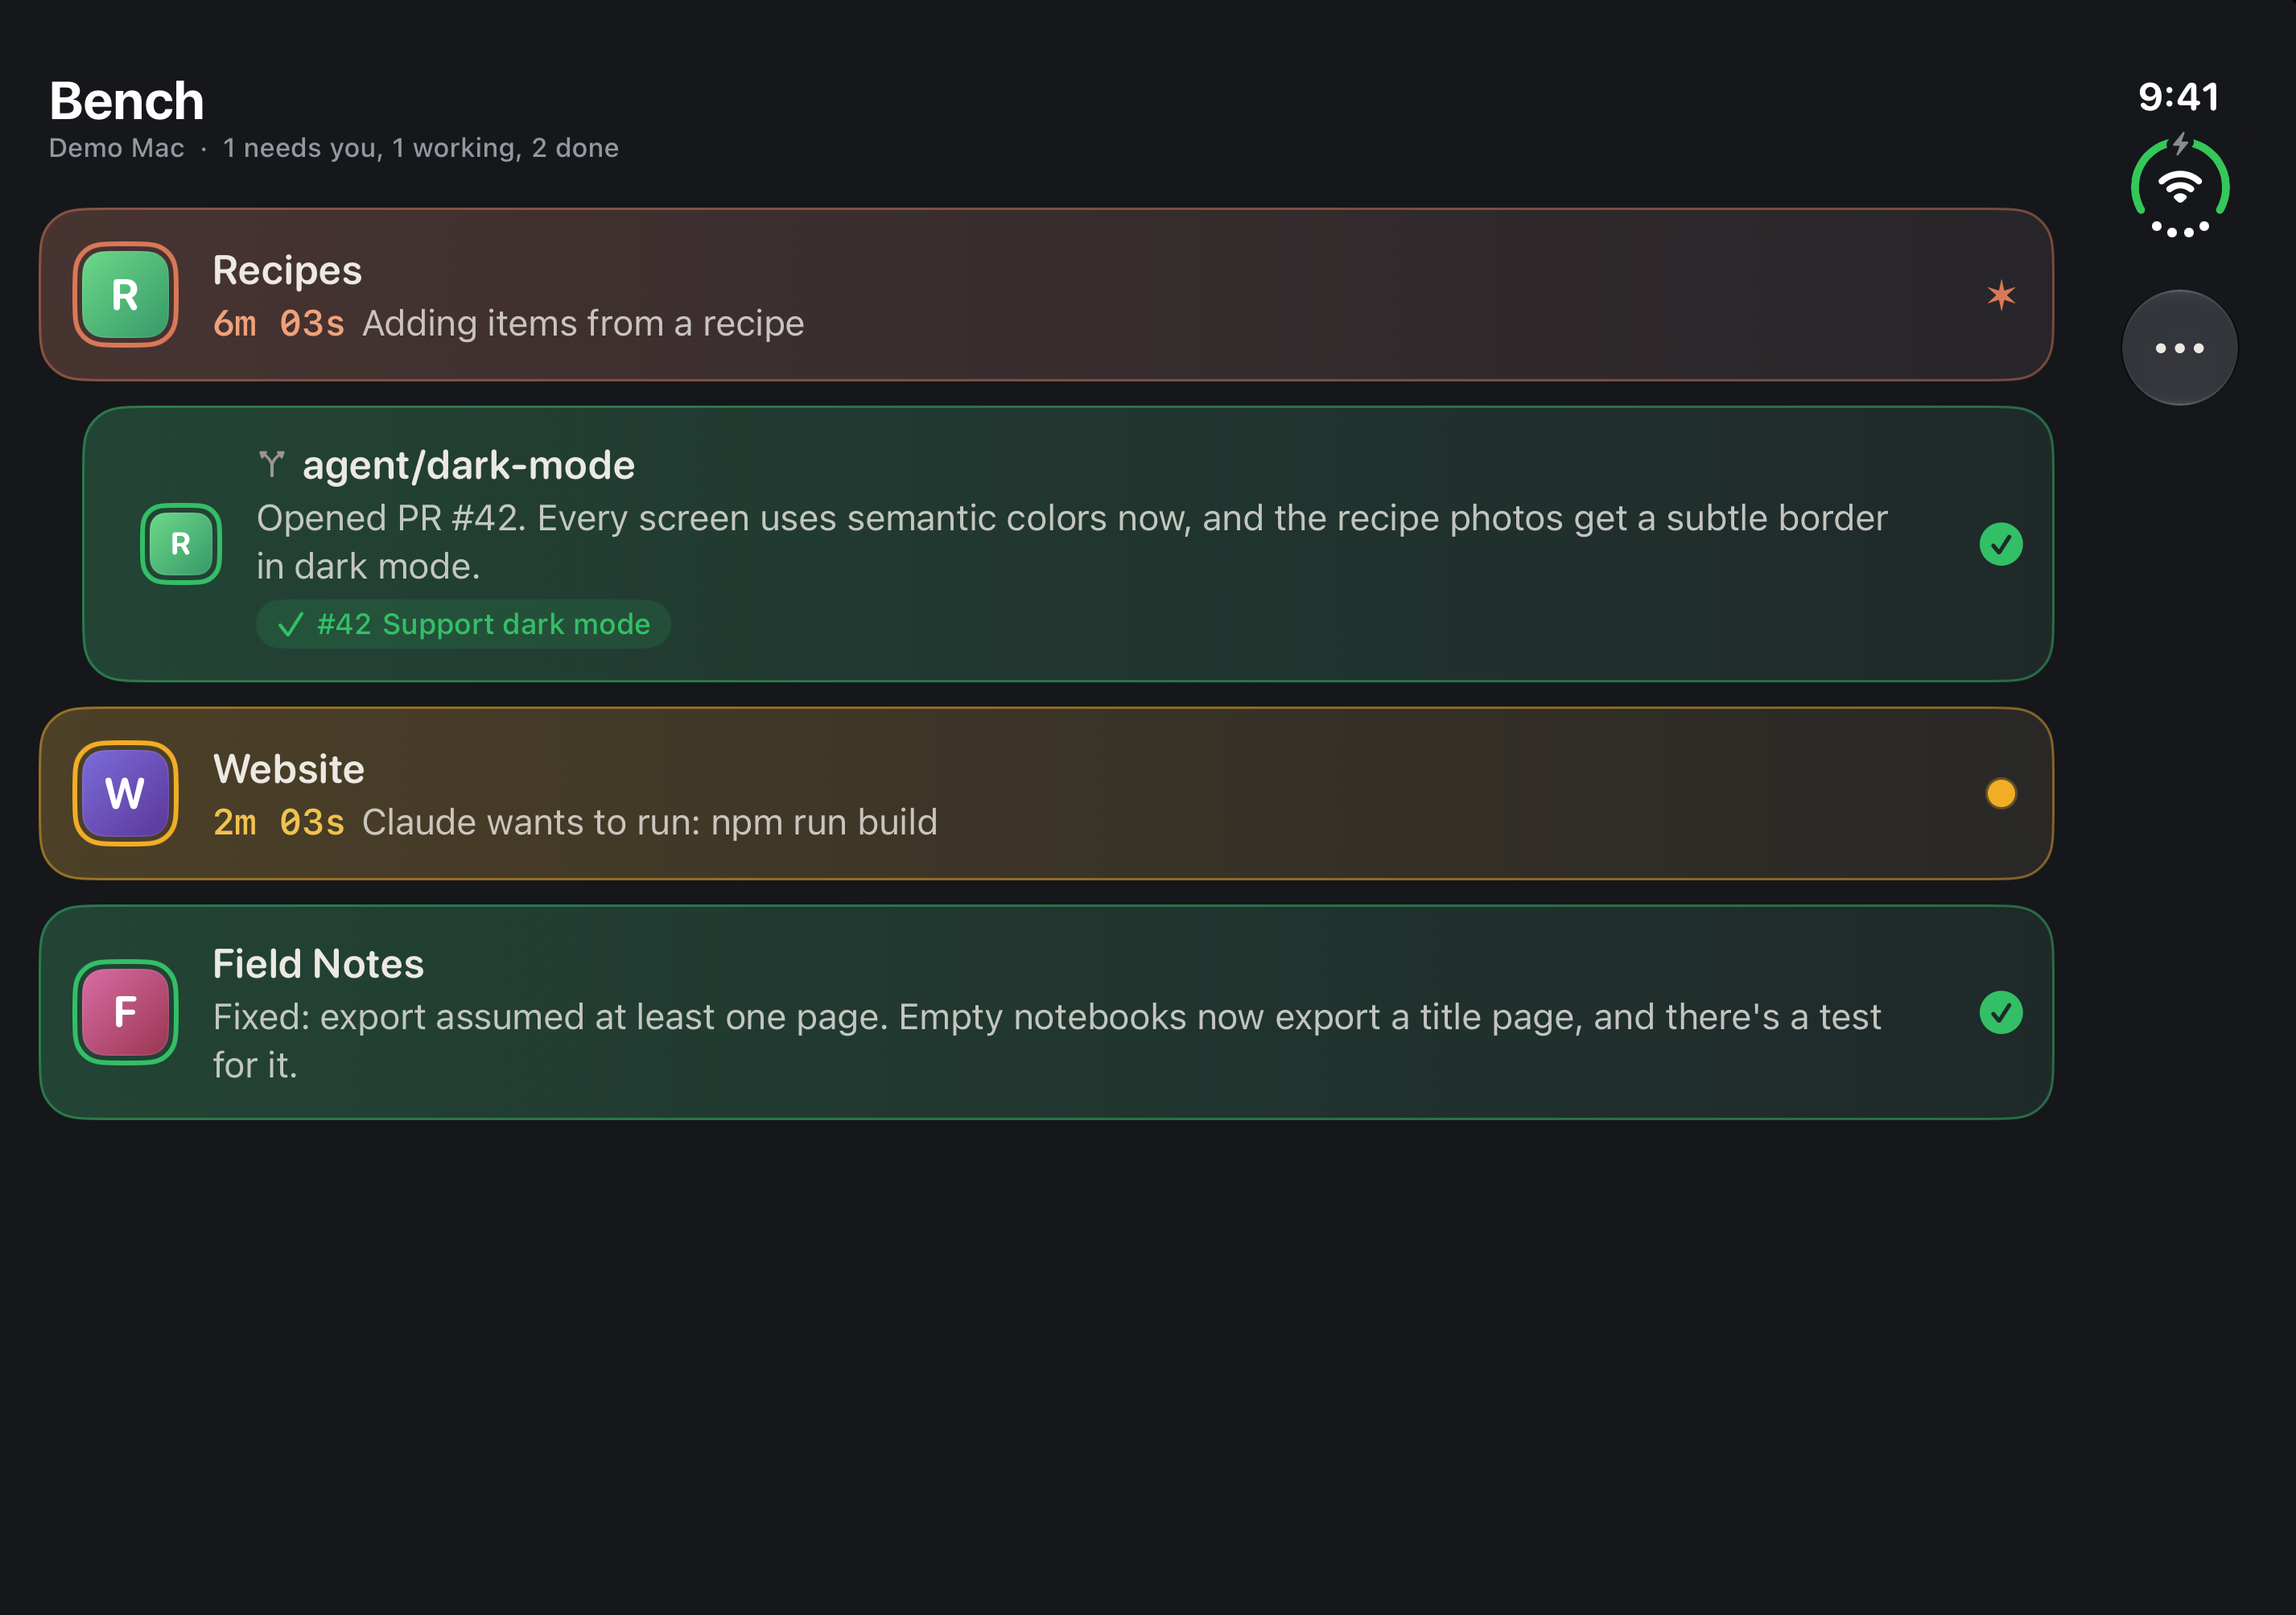 Bench
Demo Mac · 1 needs you, 1 working, 2 done
9:41
R
Recipes
6m 03s Adding items from a recipe
agent/dark-mode
R
Opened PR #42. Every screen uses semantic colors now, and the recipe photos get a subtle border
in dark mode.
#42 Support dark mode
W
Website
2m 03s Claude wants to run: npm run build
F
Field Notes
Fixed: export assumed at least one page. Empty notebooks now export a title page, and there's a test
for it.